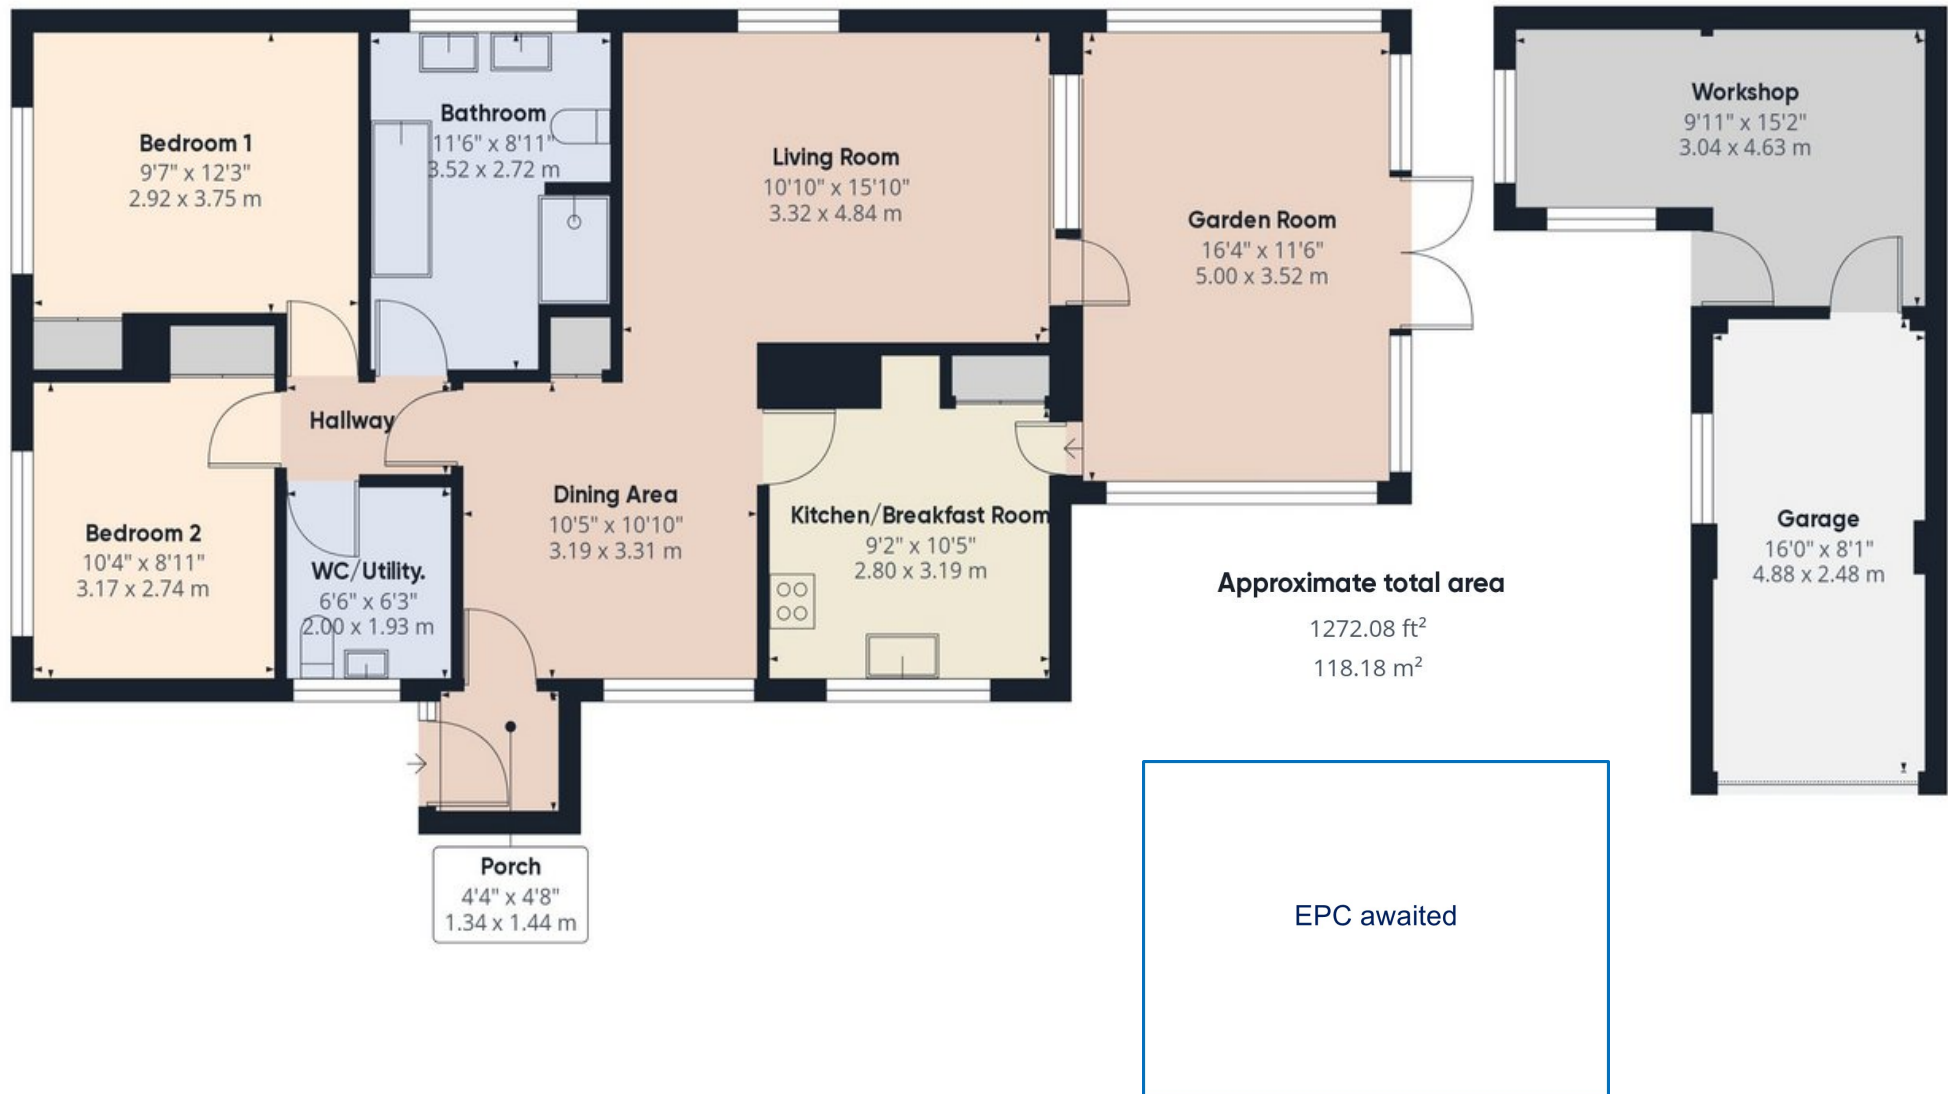 Bedroom 1
9'7" x 12'3"
2.92 x 3.75 m
Bathroom
11'6" x 8'11"
3.52 x 2.72 m
Living Room
10'10" x 15'10"
3.32 x 4.84 m
Garden Room
16'4" x 11'6"
5.00 x 3.52 m
Workshop
9'11" x 15'2"
3.04 x 4.63 m
Hallway
Bedroom 2
10'4" x 8'11"
3.17 x 2.74 m
WC/Utility.
6'6" x 6'3"
2.00 x 1.93 m
Dining Area
10'5" x 10'10"
3.19 x 3.31 m
Kitchen/Breakfast Room
9'2" x 10'5"
2.80 x 3.19 m
Garage
16'0" x 8'1"
4.88 x 2.48 m
Approximate total area
1272.08 ft²
118.18 m²
Porch
4'4" x 4'8"
1.34 x 1.44 m
EPC awaited